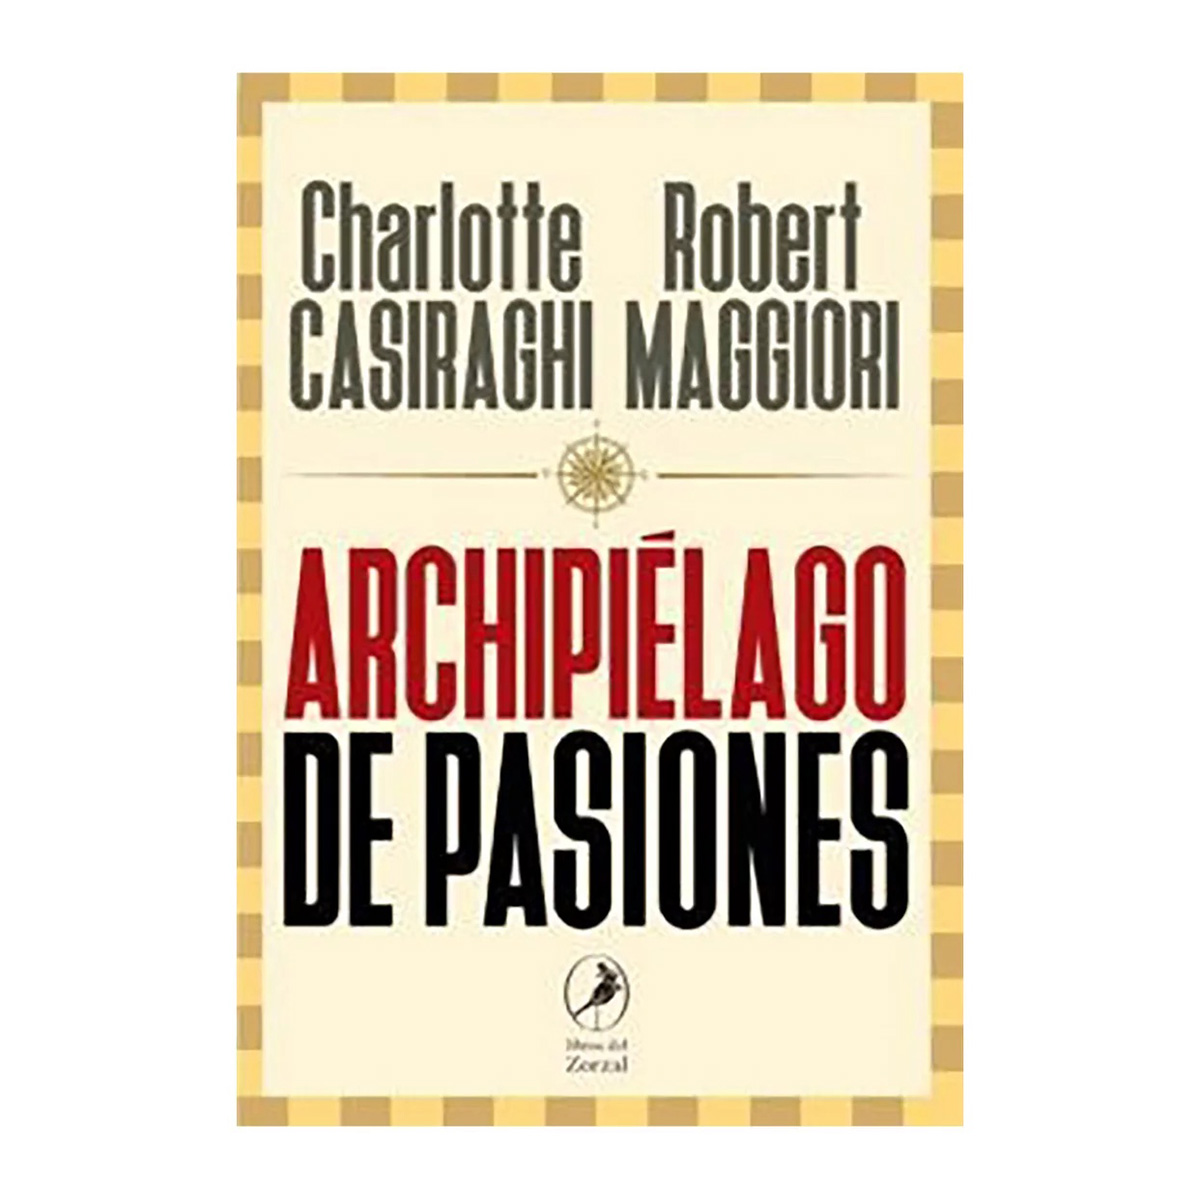 Charlotte Robert
CASIRAGHI MAGGIORI
ARCHIPIÉLAGO
DE PASIONES
libros del
Zorzal